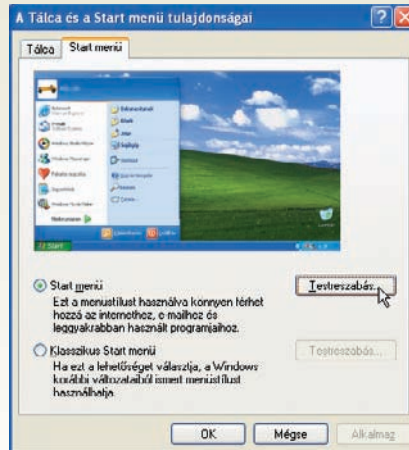 A Tálca és a Start menü tulajdonságai
Tálca
Start menü
Start menü
Testreszabás...
Ezt a menüstílust használva könnyen férhet
hozzá az internethez, e-mailhez és
leggyakrabban használt programjaihoz.
Klasszikus Start menü
Testreszabás...
Ha ezt a lehetőséget választja, a Windows
korábbi változataiból ismert menüstílust
használhatja.
OK
Mégse
Alkalmaz